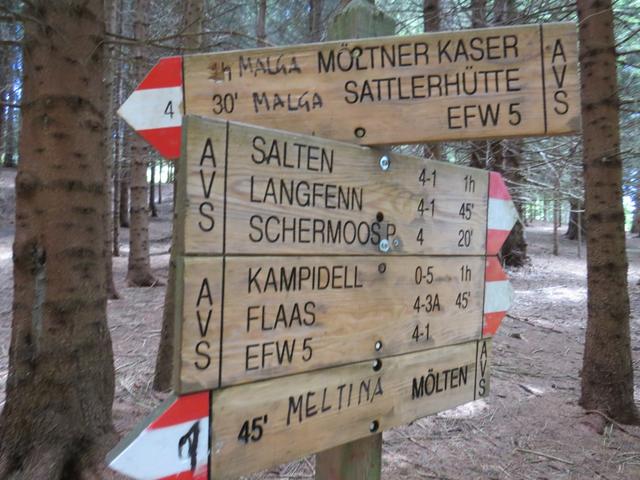 1h MALGA MÖLTNER KASER
4 30' MALGA SATTLERHÜTTE
EFW 5
AVS
AVS
SALTEN 4-1 1h
LANGFENN 4-1 45'
SCHERMOOS P. 4 20'
AVS
KAMPIDELL 0-5 1h
FLAAS 4-3A 45'
EFW 5 4-1
1 45' MELTINA MÖLTEN
AVS